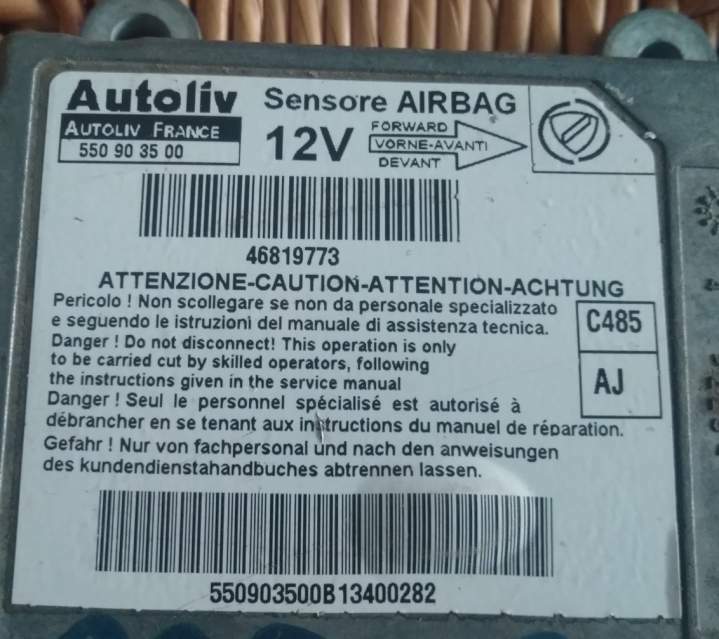 Autoliv Sensore AIRBAG
AUTOLIV FRANCE
550 90 35 00
12V
FORWARD
VORNE-AVANTI
DEVANT
46819773
ATTENZIONE-CAUTION-ATTENTION-ACHTUNG
Pericolo ! Non scollegare se non da personale specializzato
e seguendo le istruzioni del manuale di assistenza tecnica.
Danger ! Do not disconnect! This operation is only
to be carried cut by skilled operators, following
the instructions given in the service manual
Danger ! Seul le personnel spécialisé est autorisé à
débrancher en se tenant aux instructions du manuel de réparation.
Gefahr ! Nur von fachpersonal und nach den anweisungen
des kundendienstahandbuches abtrennen lassen.
C485
AJ
550903500B13400282